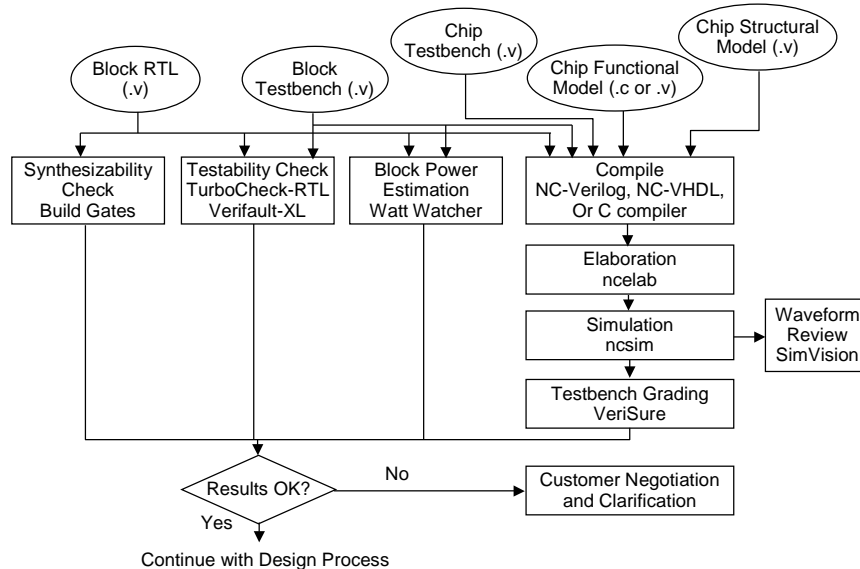 Chip
Testbench (.v)
Chip Structural
Model (.v)
Block RTL
(.v)
Block
Testbench (.v)
Chip Functional
Model (.c or .v)
Synthesizability
Check
Build Gates
Testability Check
TurboCheck-RTL
Verifault-XL
Block Power
Estimation
Watt Watcher
Compile
NC-Verilog, NC-VHDL,
Or C compiler
Elaboration
ncelab
Simulation
ncsim
Waveform
Review
SimVision
Testbench Grading
VeriSure
Results OK?
No
Customer Negotiation
and Clarification
Yes
Continue with Design Process